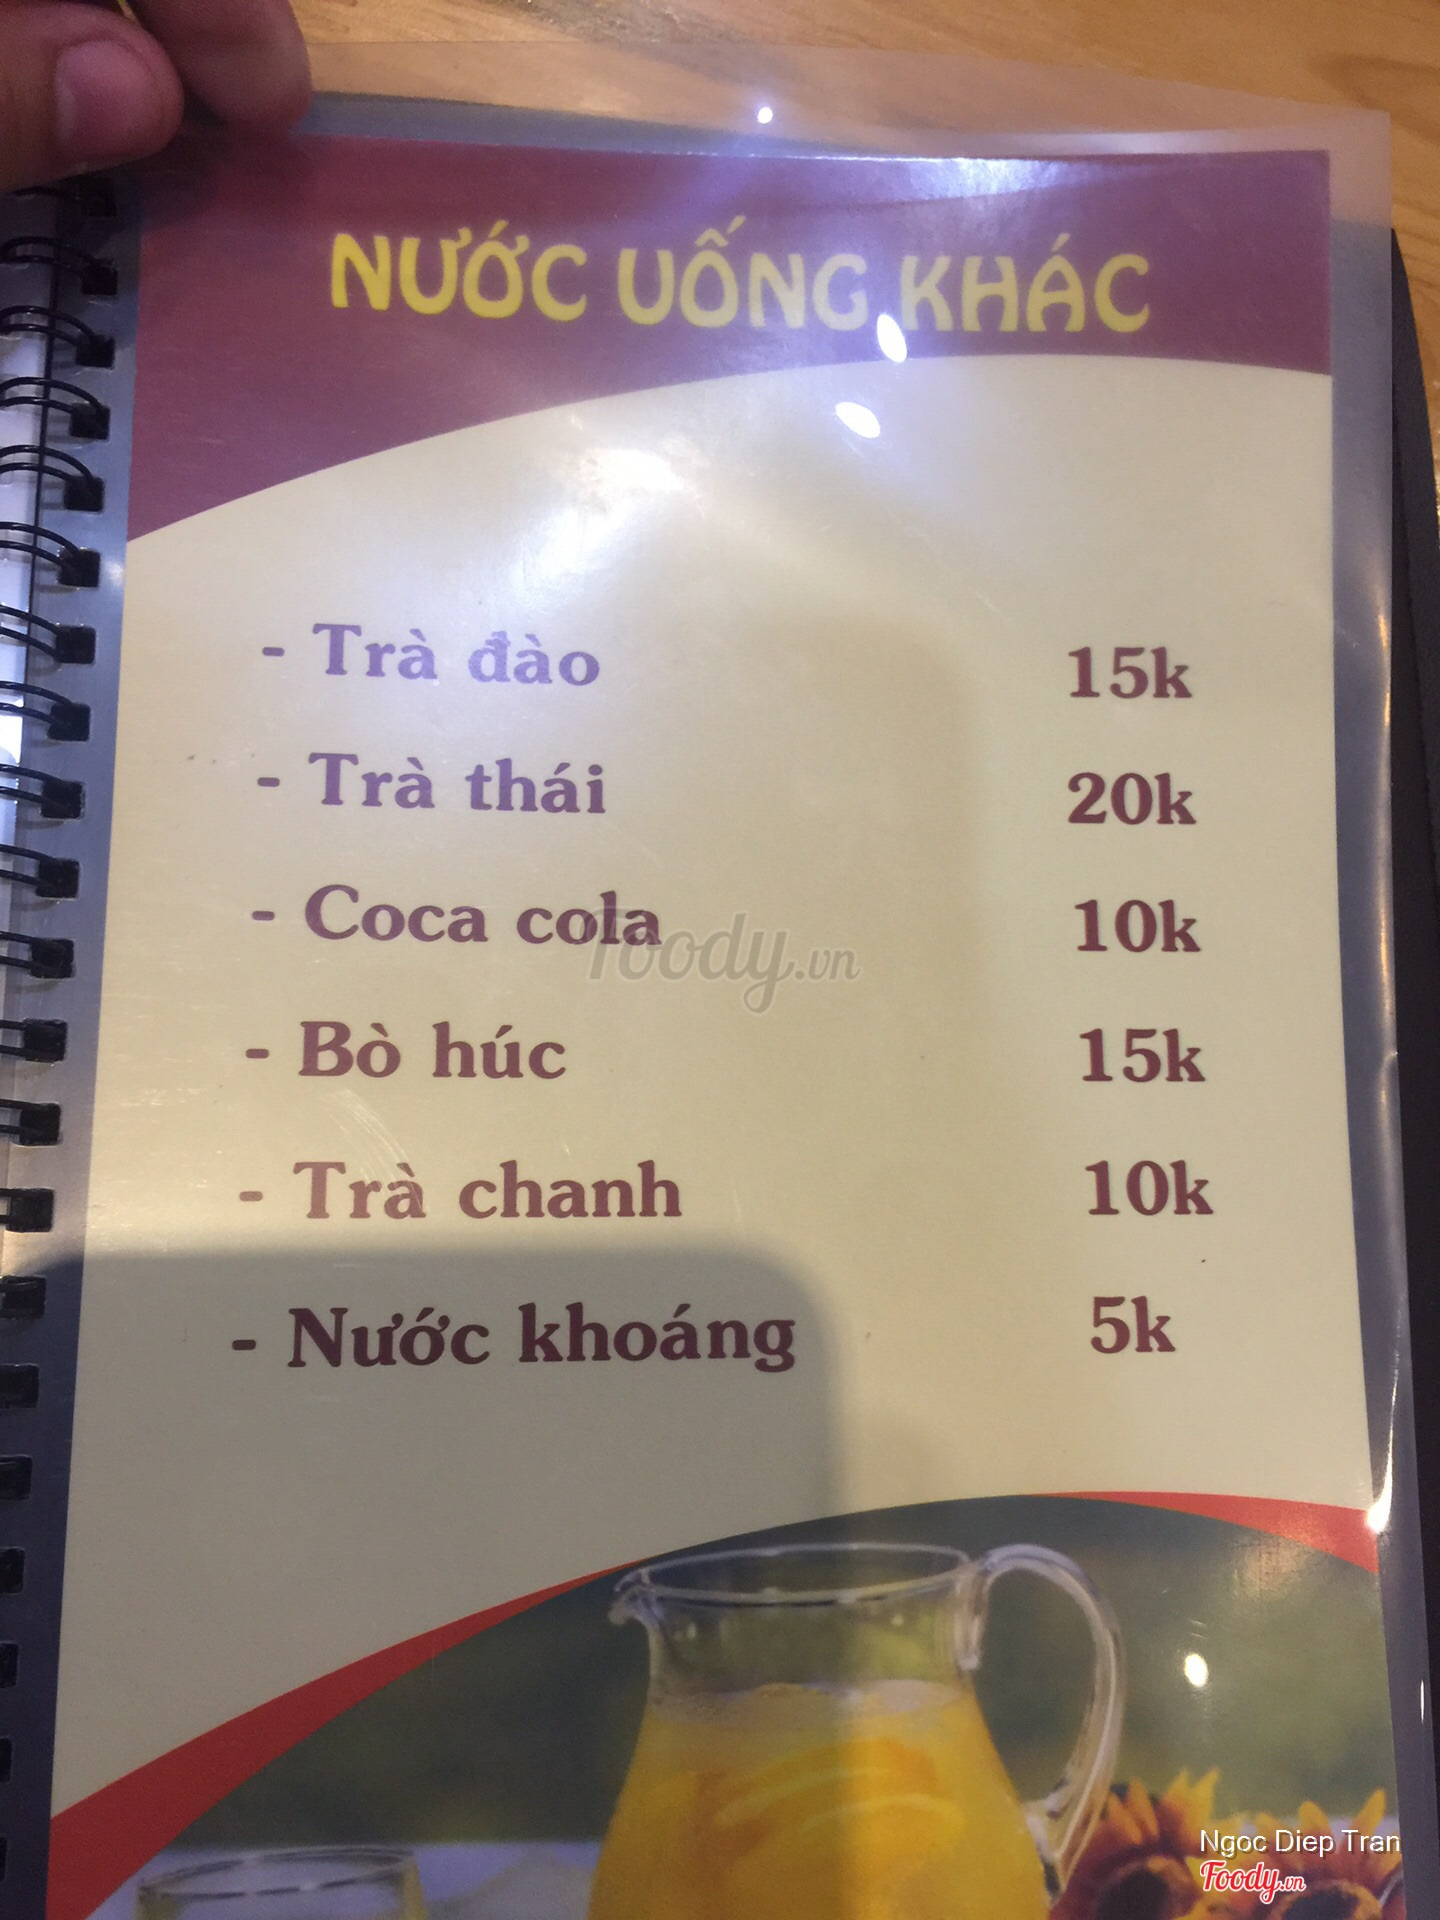 NƯỚC UỐNG KHÁC
- Trà đào 15k
- Trà thái 20k
- Coca cola 10k
Foody.vn
- Bò húc 15k
- Trà chanh 10k
- Nước khoáng 5k
Ngoc Diep Tran
Foody.vn